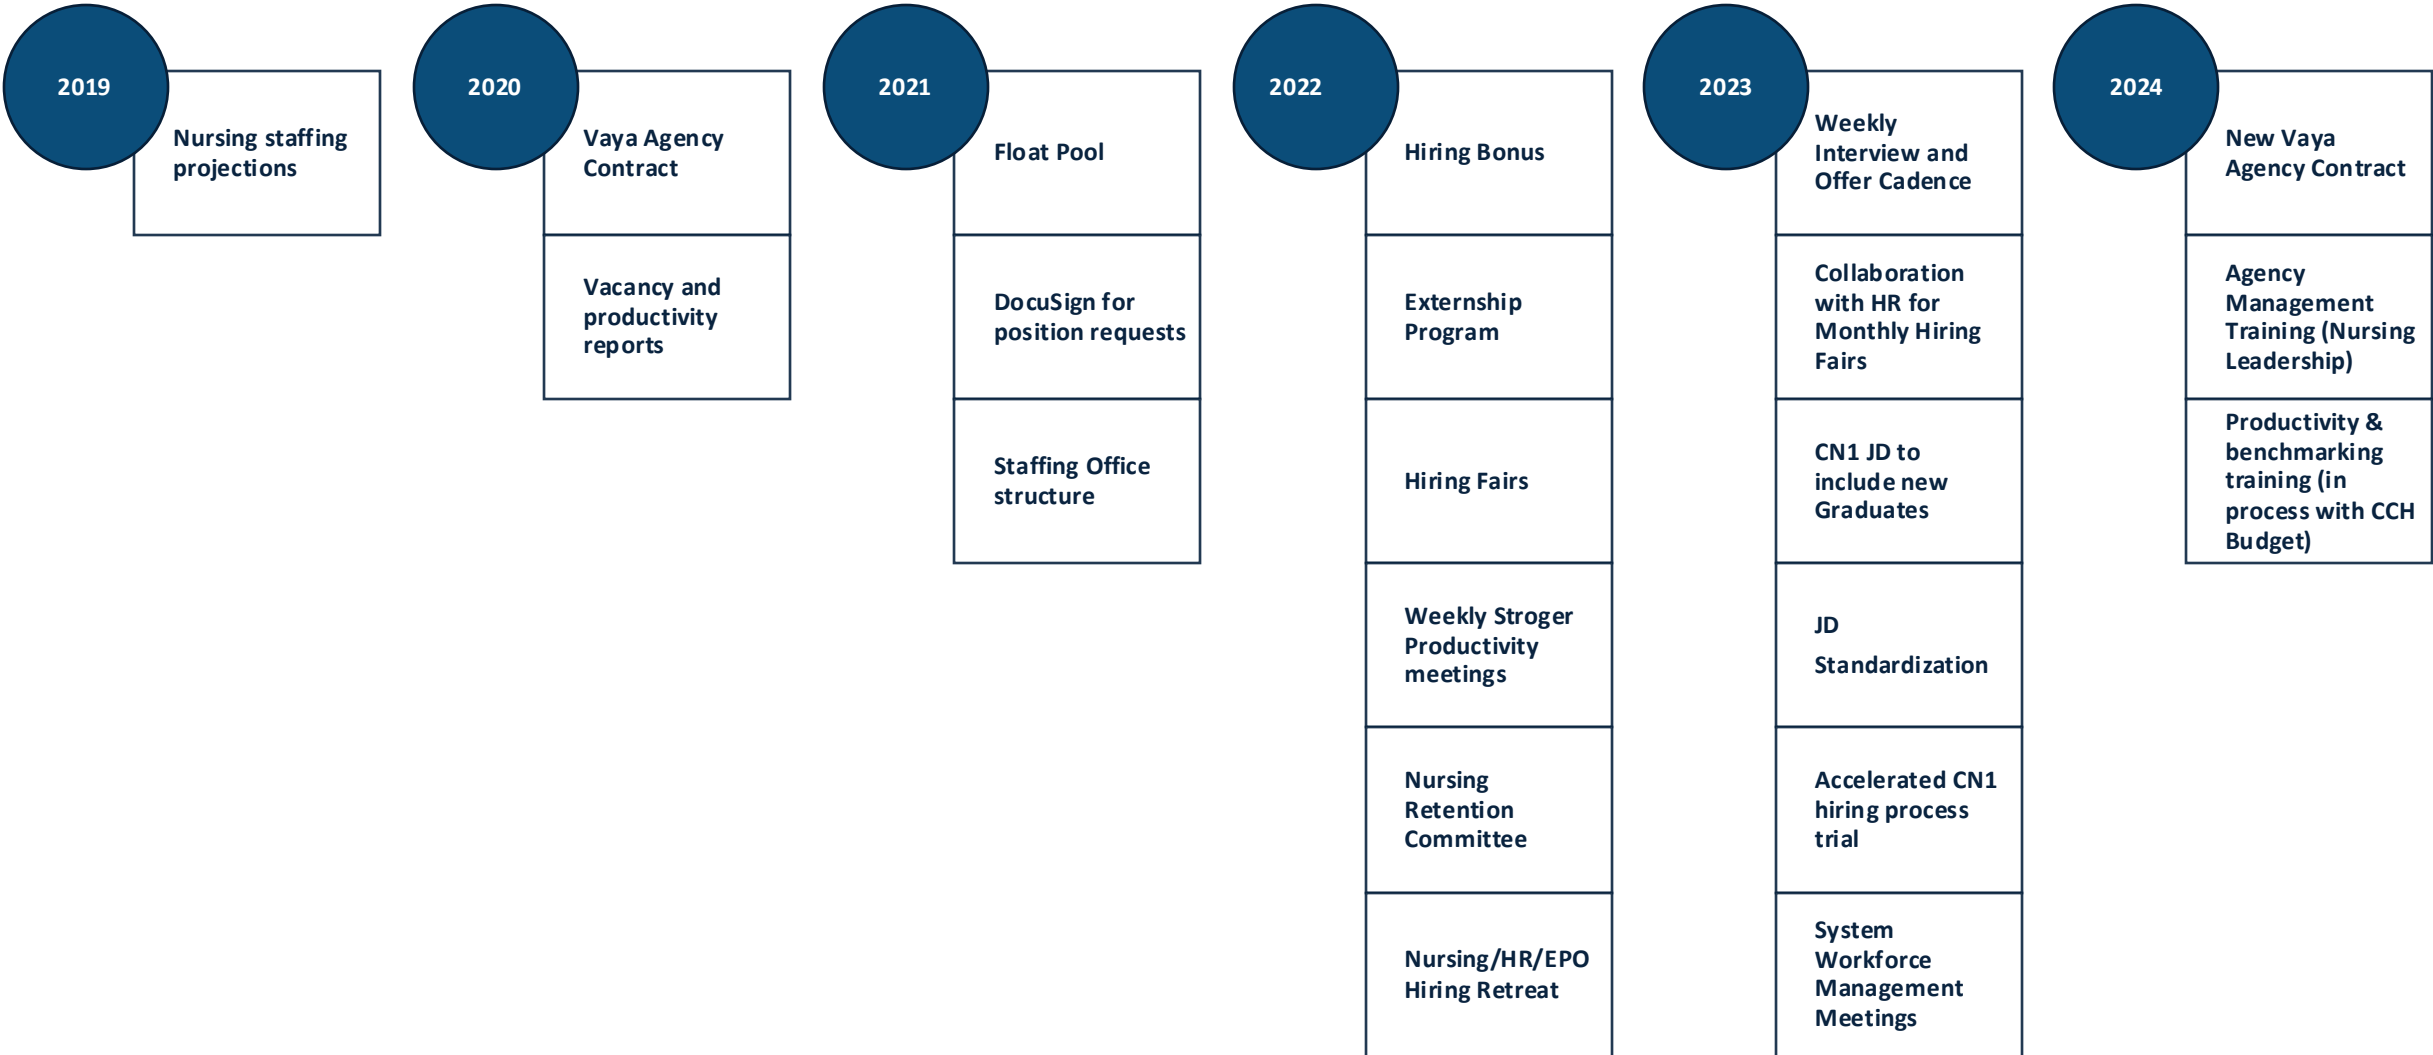 2019
Nursing staffing
projections
2020
Vaya Agency
Contract
Vacancy and
productivity
reports
2021
Float Pool
DocuSign for
position requests
Staffing Office
structure
2022
Hiring Bonus
Externship
Program
Hiring Fairs
Weekly Stroger
Productivity
meetings
Nursing
Retention
Committee
Nursing/HR/EPO
Hiring Retreat
2023
Weekly
Interview and
Offer Cadence
Collaboration
with HR for
Monthly Hiring
Fairs
CN1 JD to
include new
Graduates
JD
Standardization
Accelerated CN1
hiring process
trial
System
Workforce
Management
Meetings
2024
New Vaya
Agency Contract
Agency
Management
Training (Nursing
Leadership)
Productivity &
benchmarking
training (in
process with CCH
Budget)